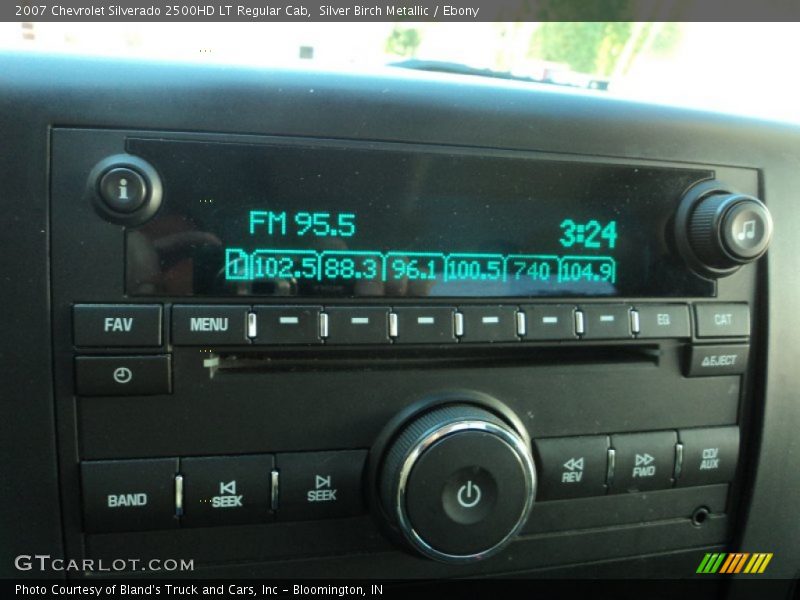 2007 Chevrolet Silverado 2500HD LT Regular Cab,  Silver Birch Metallic / Ebony
i
FM 95.5 3:24
1 102.5 88.3 96.1 100.5 740 104.9
FAV MENU EQ CAT
EJECT
BAND SEEK SEEK REV FWD CD/AUX
GTCARLOT.COM
Photo Courtesy of Bland's Truck and Cars, Inc - Bloomington, IN